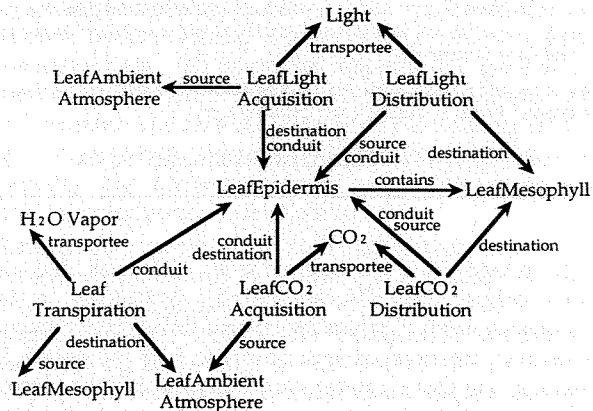 Light
transportee
LeafAmbient
Atmosphere
source
LeafLight
Acquisition
LeafLight
Distribution
destination
conduit
source
conduit
destination
LeafEpidermis
contains
LeafMesophyll
H2O Vapor
transportee
conduit
conduit
destination
CO2
transportee
conduit
source
destination
Leaf
Transpiration
LeafCO2
Acquisition
LeafCO2
Distribution
destination
source
source
LeafMesophyll
LeafAmbient
Atmosphere